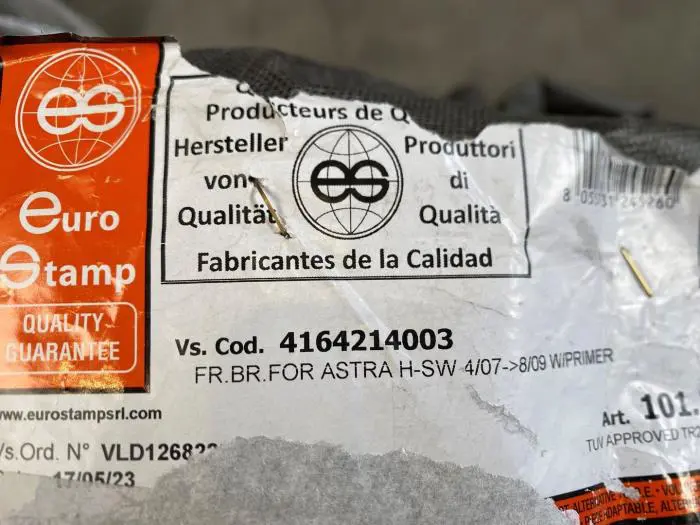 es
euro
Stamp
QUALITY
GUARANTEE
Producteurs de Q
Hersteller
von
Qualität
es
Produttori
di
Qualità
Fabricantes de la Calidad
Vs. Cod. 4164214003
FR.BR.FOR ASTRA H-SW 4/07->8/09 W/PRIMER
www.eurostampsrl.com
Art. 101.
TUV APPROVED TR2
Vs.Ord. N° VLD12682
17/05/23